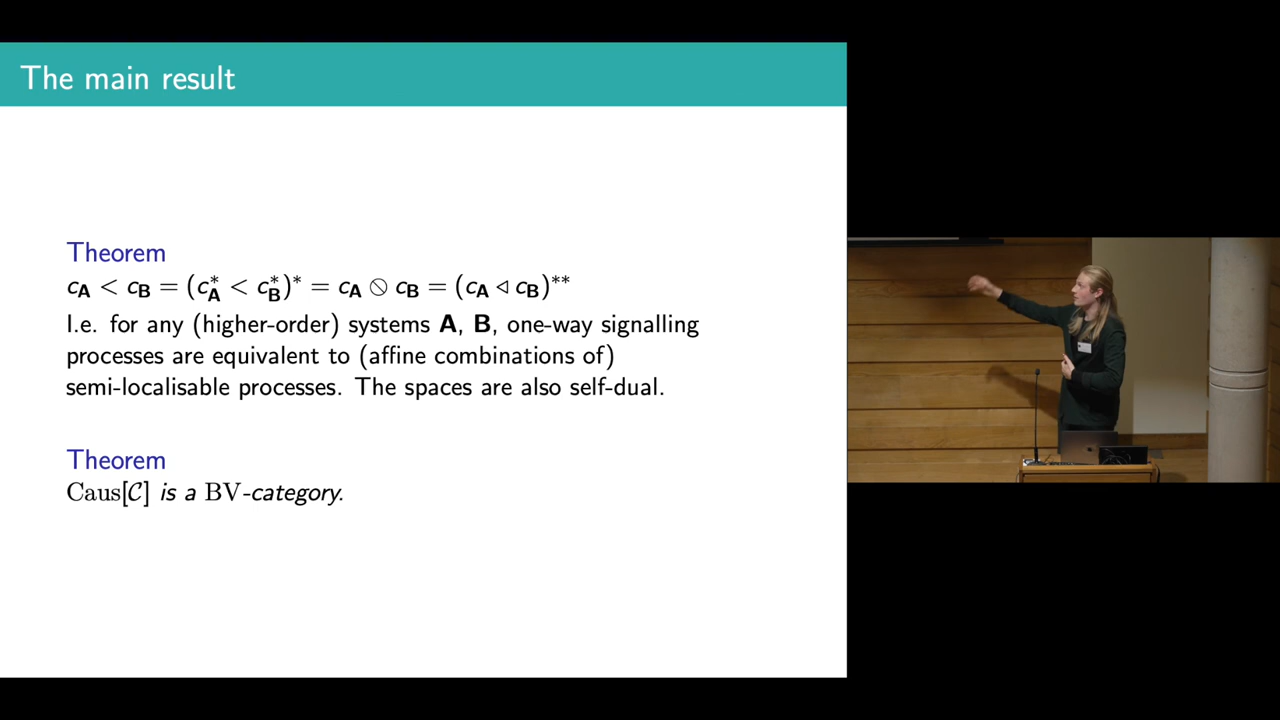 The main result
Theorem
c_A < c_B = (c_A^* < c_B^*)^* = c_A ⦸ c_B = (c_A ◁ c_B)^{**}
I.e. for any (higher-order) systems A, B, one-way signalling
processes are equivalent to (affine combinations of)
semi-localisable processes. The spaces are also self-dual.
Theorem
Caus[𝒞] is a BV-category.